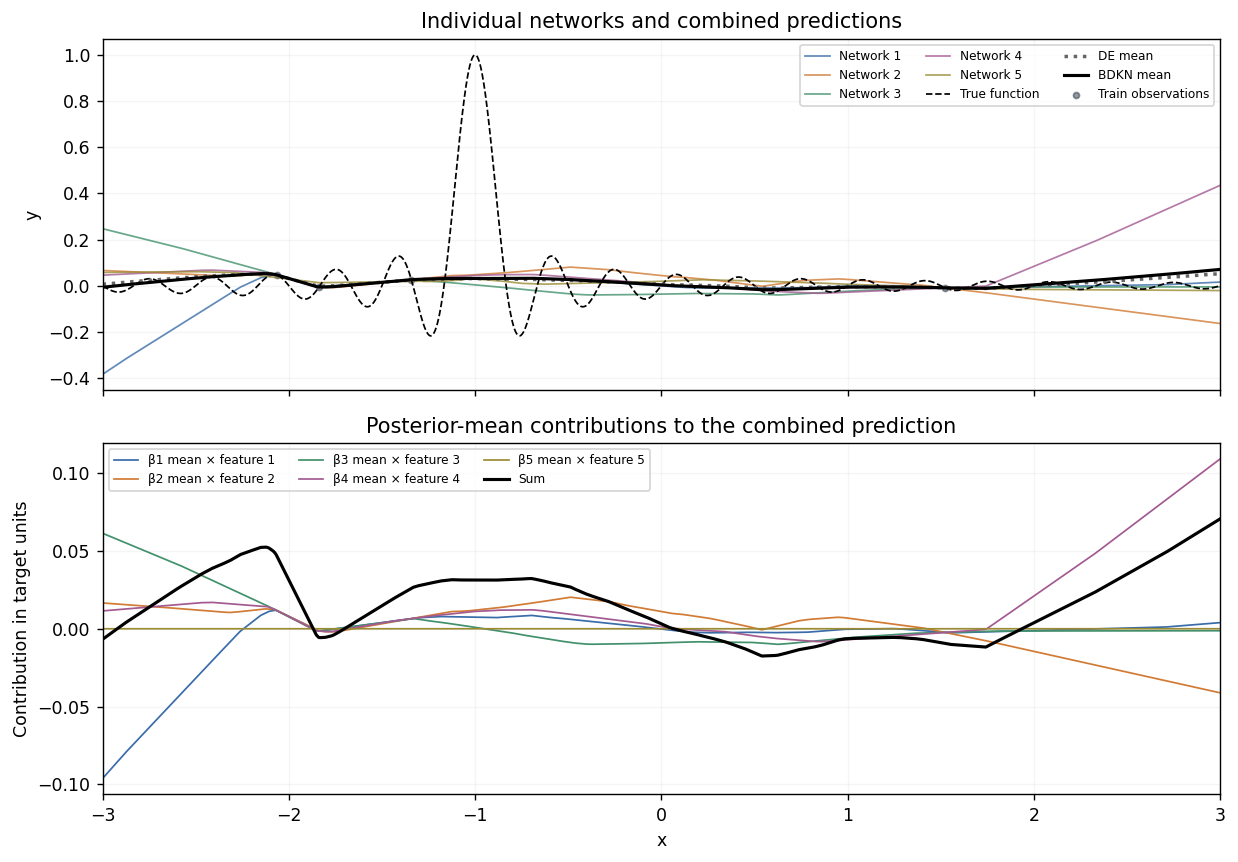 Individual networks and combined predictions
1.0
0.8
0.6
0.4
0.2
0.0
−0.2
−0.4
y
Network 1
Network 2
Network 3
Network 4
Network 5
True function
DE mean
BDKN mean
Train observations
Posterior-mean contributions to the combined prediction
0.10
0.05
0.00
−0.05
−0.10
Contribution in target units
β1 mean × feature 1
β2 mean × feature 2
β3 mean × feature 3
β4 mean × feature 4
β5 mean × feature 5
Sum
−3
−2
−1
0
1
2
3
x